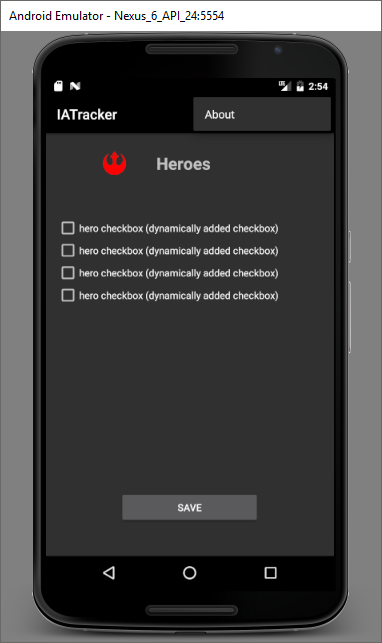 Android Emulator - Nexus_6_API_24:5554
LTE 2:54
IATracker About
Heroes
hero checkbox (dynamically added checkbox)
hero checkbox (dynamically added checkbox)
hero checkbox (dynamically added checkbox)
hero checkbox (dynamically added checkbox)
SAVE